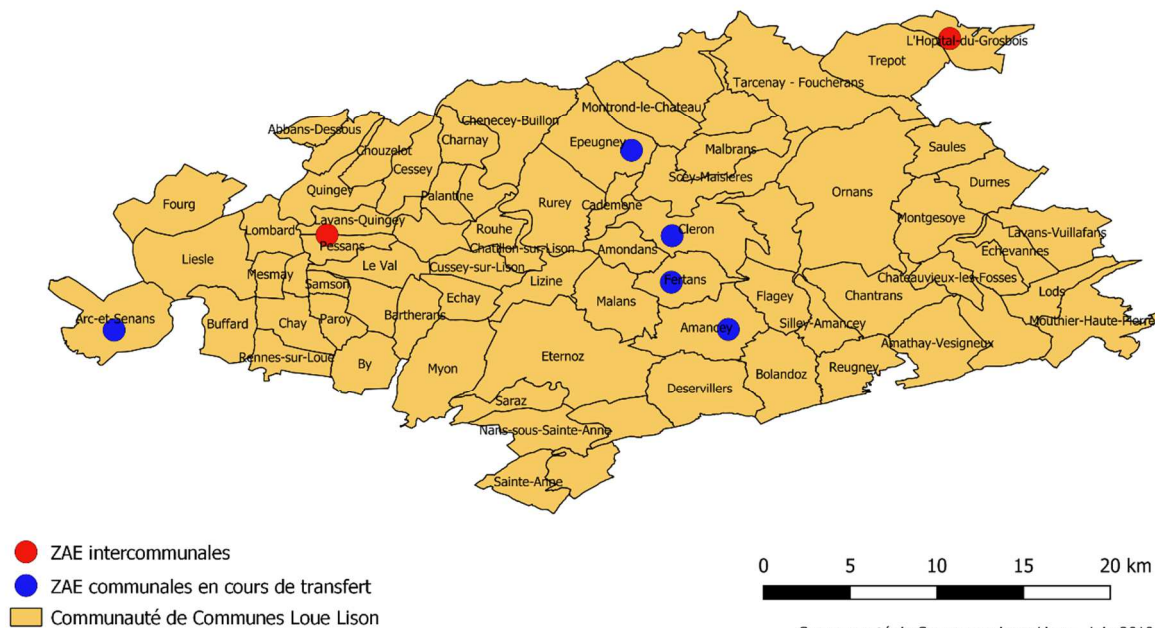 L'Hopital-du-Grosbois
Trepot
Tarcenay - Foucherans
Montrond-le-Chateau
Chenecey-Buillon
Abbans-Dessous
Charnay
Epeugney
Malbrans
Saules
Chouzelot
Cessey
Scey-Maisieres
Durnes
Quingey
Palantine
Ornans
Fourg
Rurey
Cademene
Lavans-Quingey
Montgesoye
Lombard
Rouhe
Cleron
Lavans-Vuillafans
Pessans
Chatillon-sur-Lison
Amondans
Echevannes
Liesle
Le Val
Cussey-sur-Lison
Mesmay
Lizine
Fertans
Chateauvieux-les-Fosses
Samson
Echay
Malans
Flagey
Chantrans
Lods
Arc-et-Senans
Buffard
Chay
Paroy
Bartherans
Amancey
Silley-Amancey
Mouthier-Haute-Pierre
Rennes-sur-Loue
By
Myon
Eternoz
Amathay-Vesigneux
Reugney
Bolandoz
Deservillers
Saraz
Nans-sous-Sainte-Anne
Sainte-Anne
ZAE intercommunales
ZAE communales en cours de transfert
Communauté de Communes Loue Lison
0 5 10 15 20 km